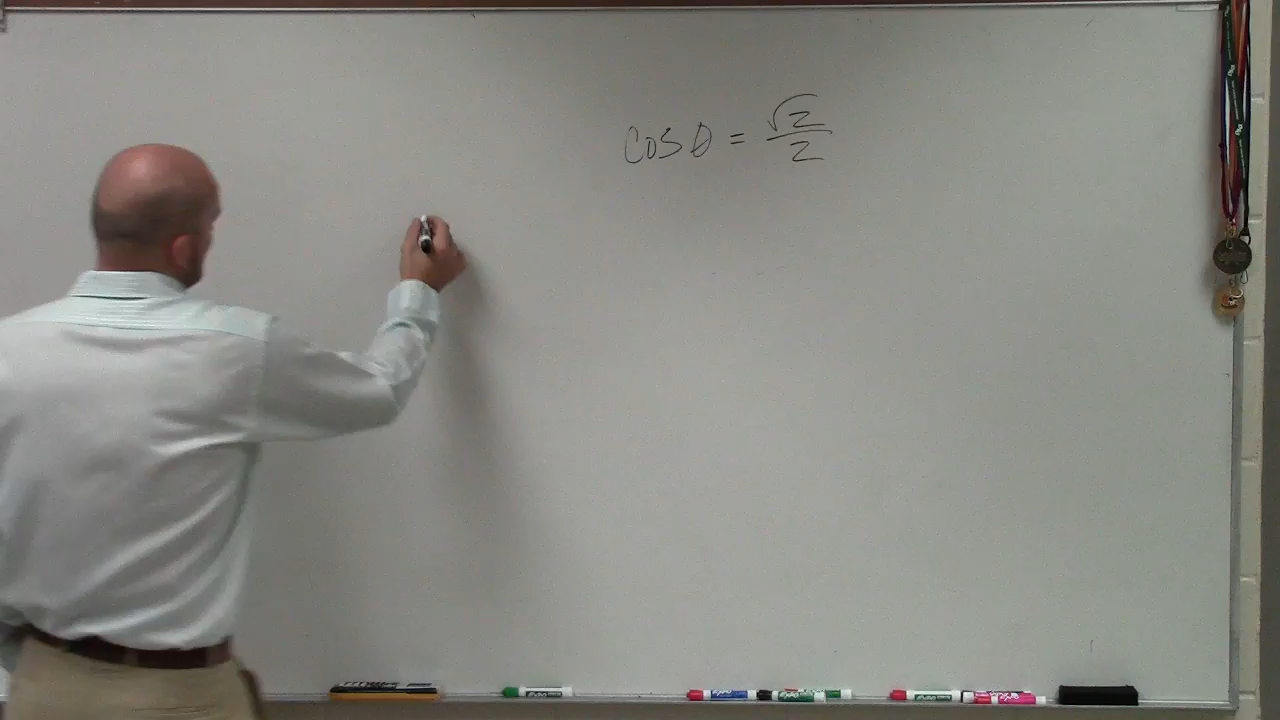 cos θ = √2/2